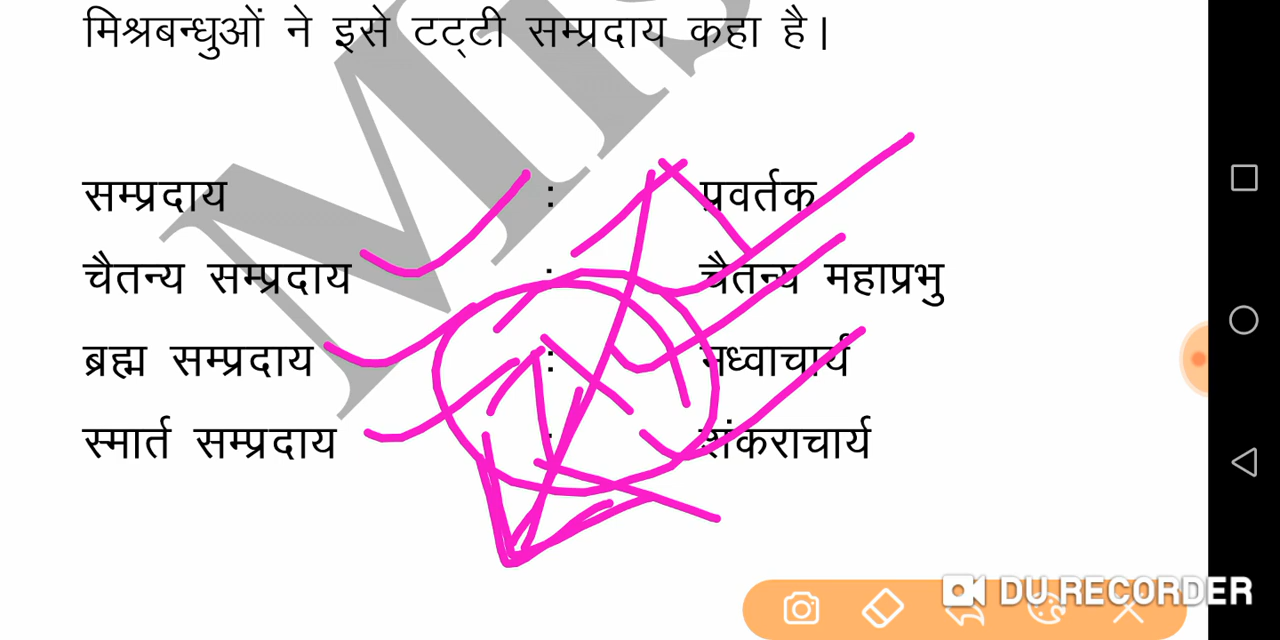 मिश्रबन्धुओं ने इसे टट्टी सम्प्रदाय कहा है।
सम्प्रदाय : प्रवर्तक
चैतन्य सम्प्रदाय : चैतन्य महाप्रभु
ब्रह्म सम्प्रदाय : मध्वाचार्य
स्मार्त सम्प्रदाय : शंकराचार्य
DU RECORDER